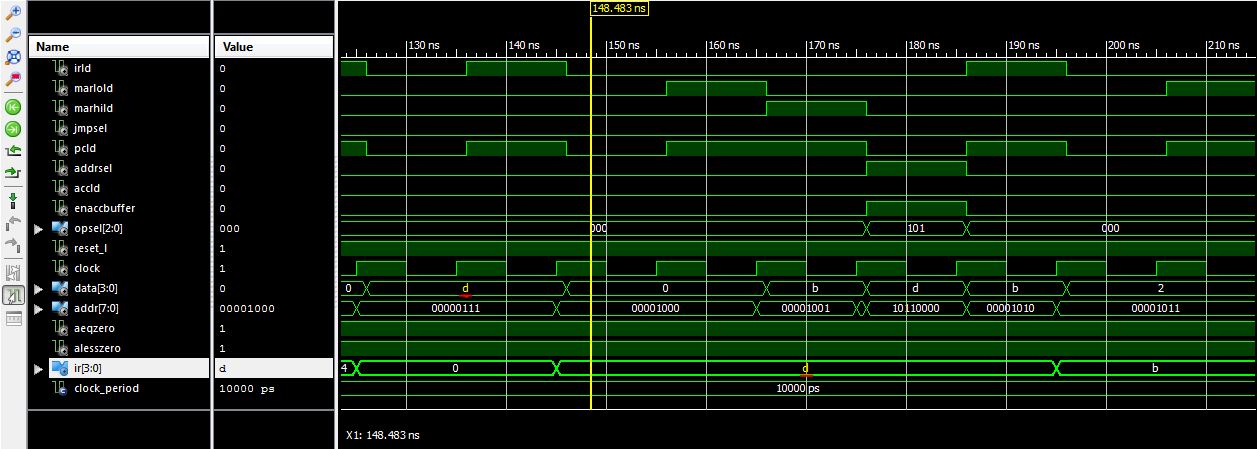 148.483 ns
Name Value
130 ns 140 ns 150 ns 160 ns 170 ns 180 ns 190 ns 200 ns 210 ns
irld 0
marlold 0
marhild 0
jmpsel 0
pcld 0
addrsel 0
accld 0
enaccbuffer 0
opsel[2:0] 000 000 101 000
reset_l 1
clock 1
data[3:0] 0 0 d 0 b d b 2
addr[7:0] 00001000 00000111 00001000 00001001 10110000 00001010 00001011
aeqzero 1
alesszero 1
ir[3:0] d 4 0 d b
clock_period 10000 ps 10000 ps
X1: 148.483 ns